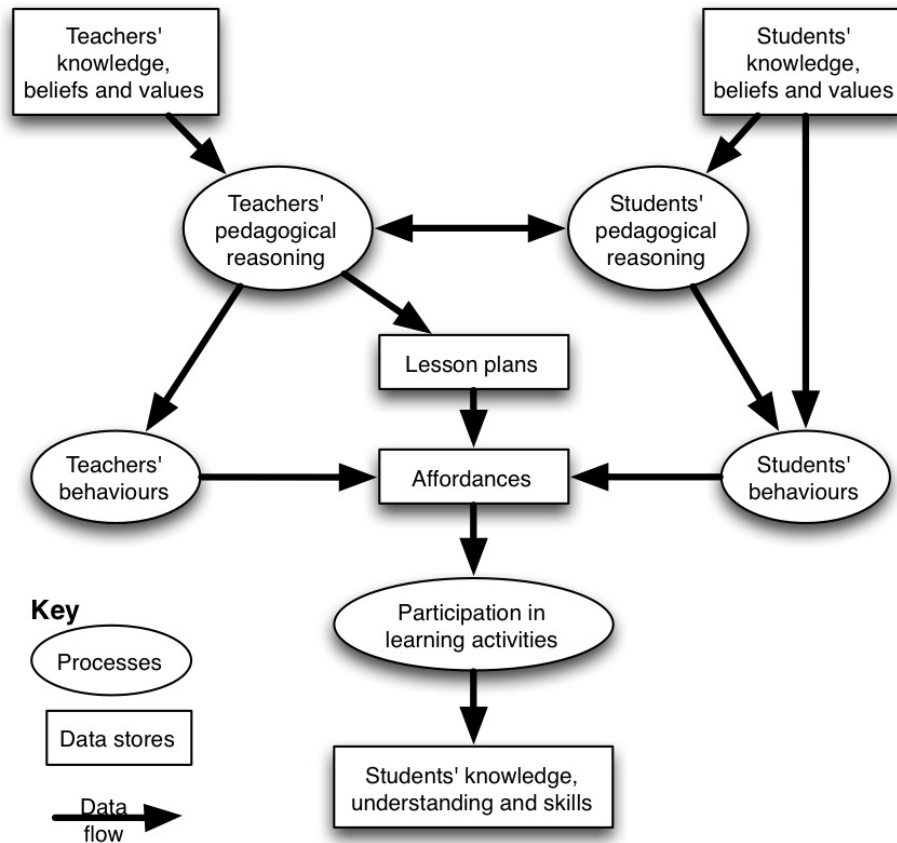 Teachers'
knowledge,
beliefs and values
Students'
knowledge,
beliefs and values
Teachers'
pedagogical
reasoning
Students'
pedagogical
reasoning
Lesson plans
Teachers'
behaviours
Affordances
Students'
behaviours
Participation in
learning activities
Students' knowledge,
understanding and skills
Key
Processes
Data stores
Data
flow